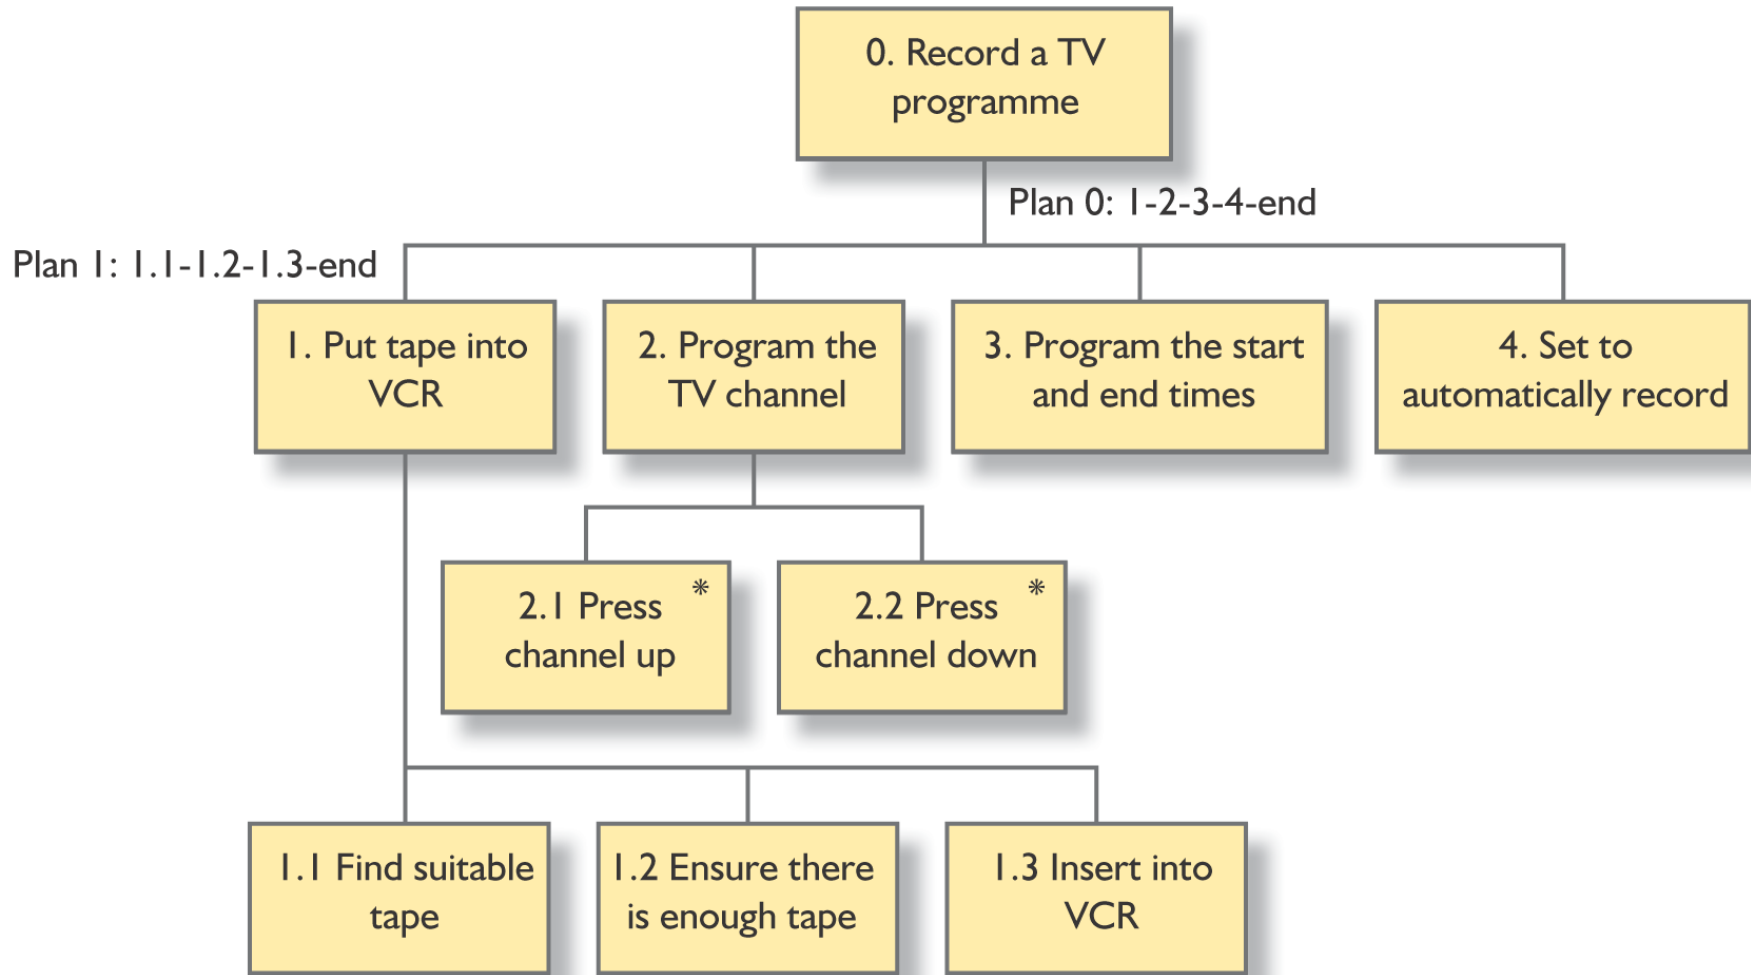 0. Record a TV
programme
Plan 0: 1-2-3-4-end
Plan 1: 1.1-1.2-1.3-end
1. Put tape into
VCR
2. Program the
TV channel
3. Program the start
and end times
4. Set to
automatically record
2.1 Press *
channel up
2.2 Press *
channel down
1.1 Find suitable
tape
1.2 Ensure there
is enough tape
1.3 Insert into
VCR